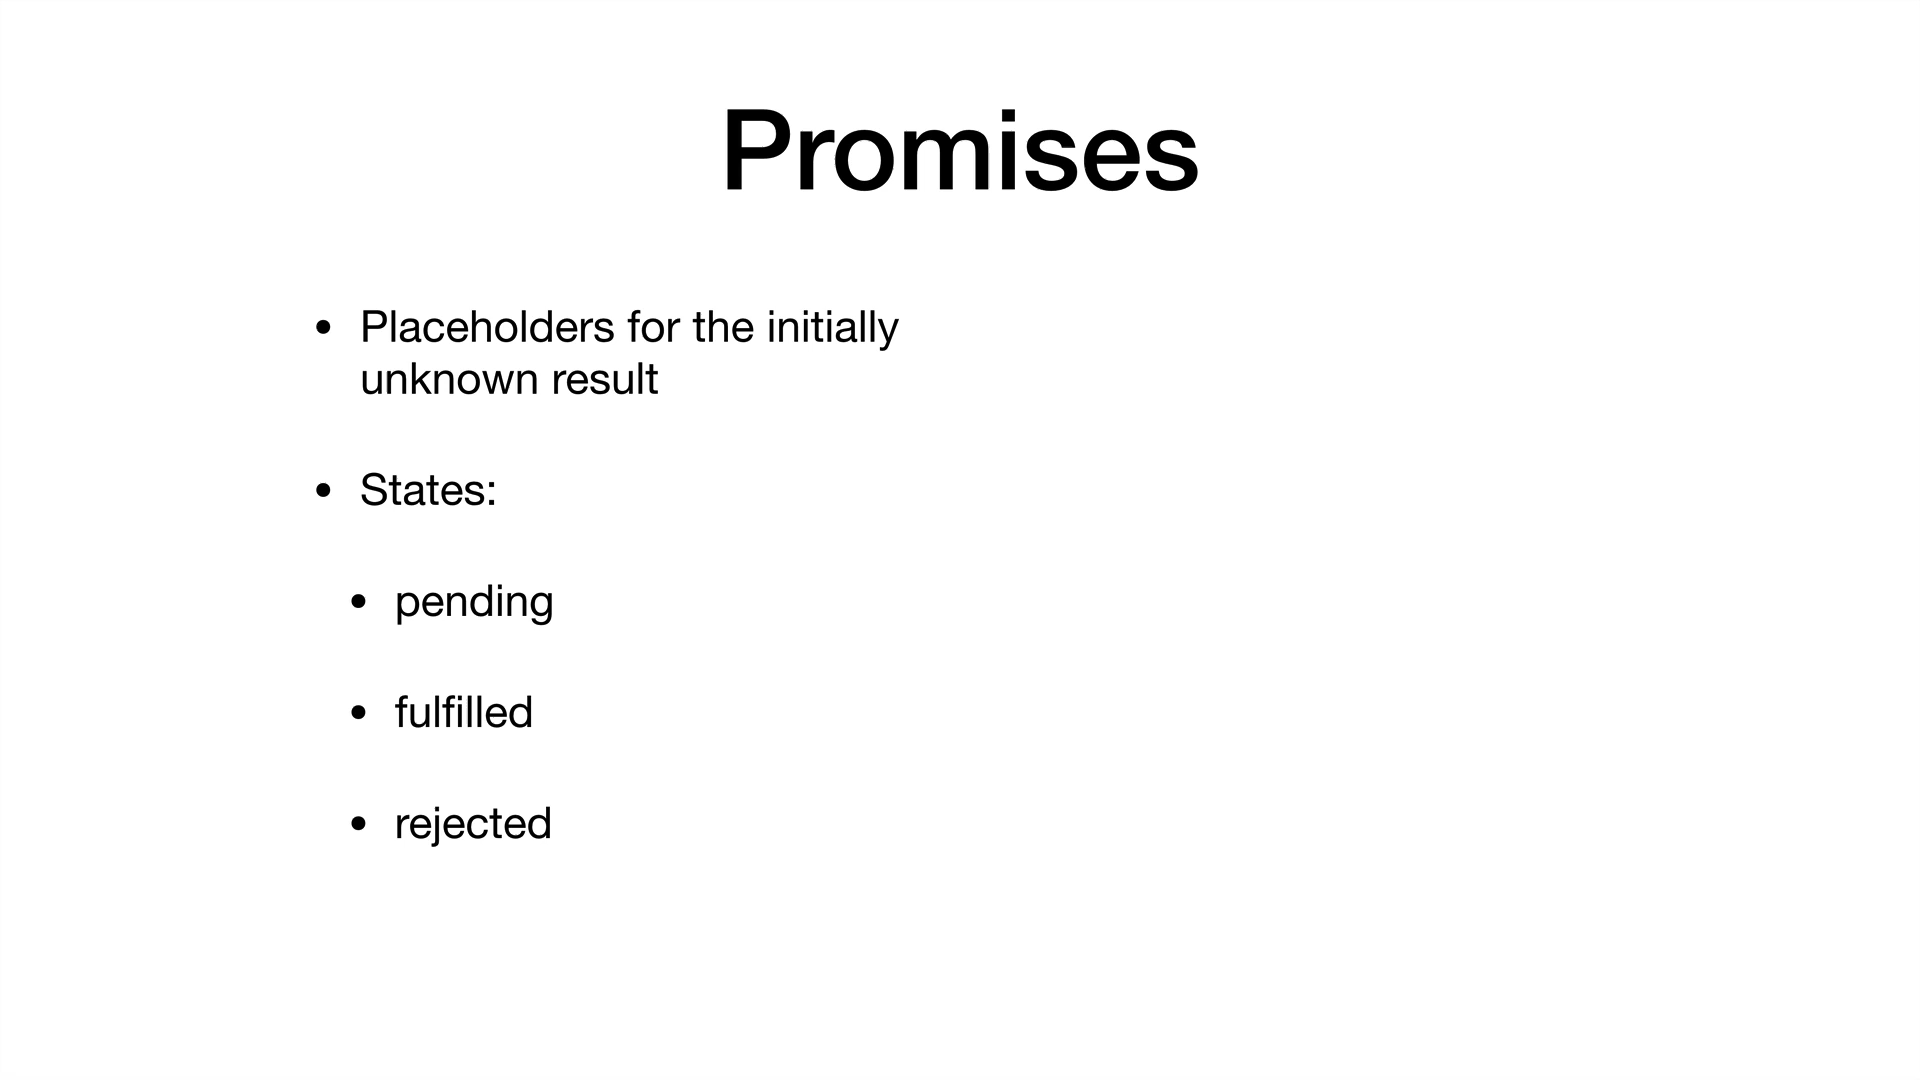 Promises
• Placeholders for the initially
unknown result
• States:
• pending
• fulfilled
• rejected